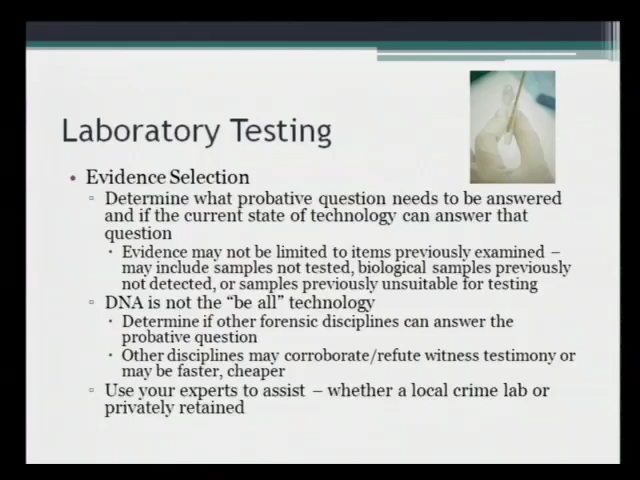 Laboratory Testing
• Evidence Selection
▫ Determine what probative question needs to be answered
and if the current state of technology can answer that
question
• Evidence may not be limited to items previously examined –
may include samples not tested, biological samples previously
not detected, or samples previously unsuitable for testing
▫ DNA is not the “be all” technology
• Determine if other forensic disciplines can answer the
probative question
• Other disciplines may corroborate/refute witness testimony or
may be faster, cheaper
▫ Use your experts to assist – whether a local crime lab or
privately retained